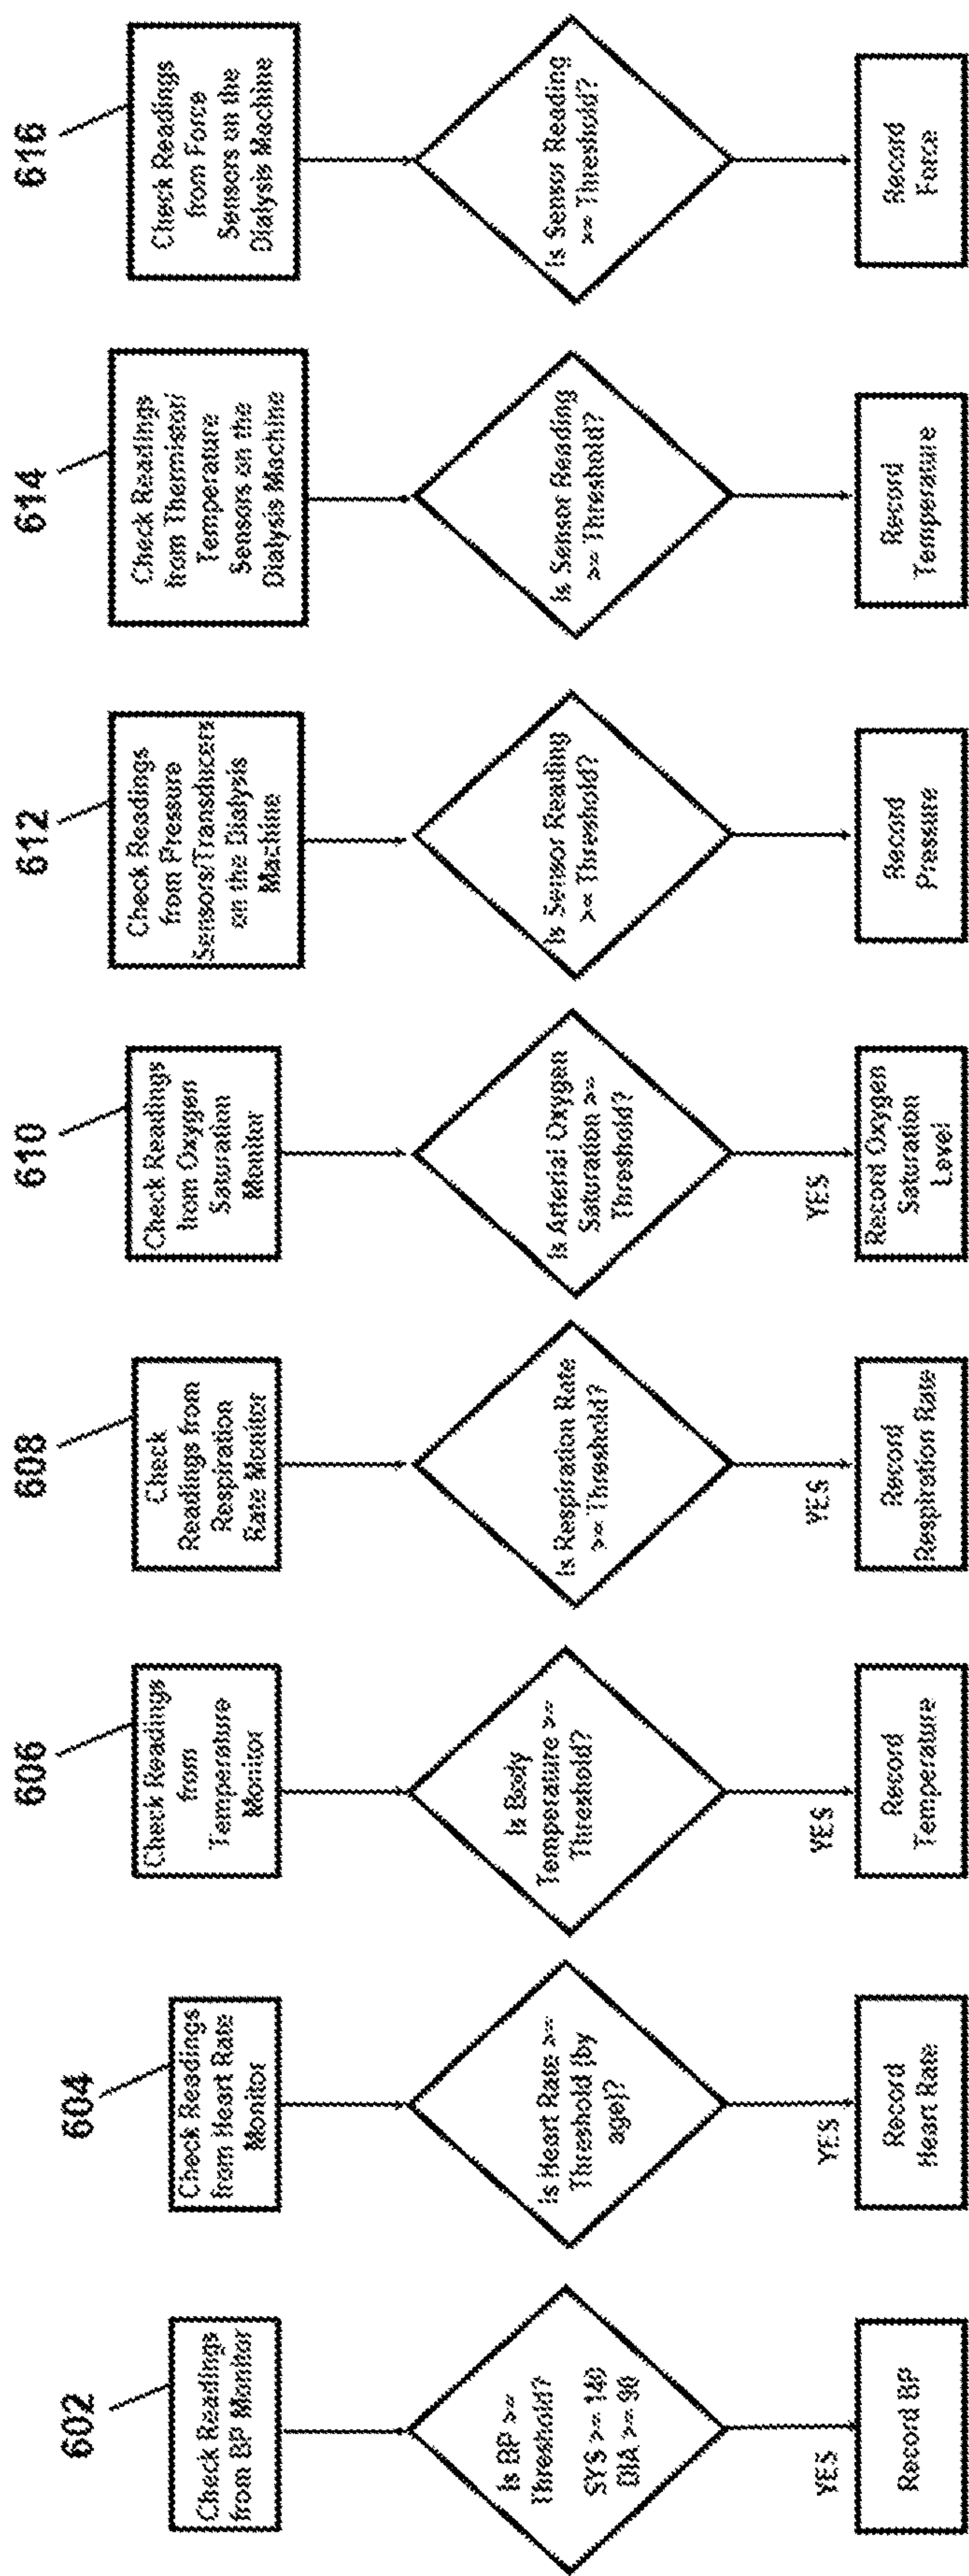 602
Check Readings
from BP Monitor
Is BP >=
Threshold?
SYS >= 140
DIA >= 90
YES
Record BP
604
Check Readings
from Heart Rate
Monitor
Is Heart Rate >=
Threshold (by
age)?
YES
Record
Heart Rate
606
Check Readings
from
Temperature
Monitor
Is Body
Temperature >=
Threshold?
YES
Record
Temperature
608
Check
Readings from
Respiration
Rate Monitor
Is Respiration Rate
>= Threshold?
YES
Record
Respiration Rate
610
Check Readings
from Oxygen
Saturation
Monitor
Is Arterial Oxygen
Saturation >=
Threshold?
YES
Record Oxygen
Saturation
Level
612
Check Readings
from Pressure
Sensors/Transducers
on the Dialysis
Machine
Is Sensor Reading
>= Threshold?
Record
Pressure
614
Check Readings
from Thermistor/
Temperature
Sensors on the
Dialysis Machine
Is Sensor Reading
>= Threshold?
Record
Temperature
616
Check Readings
from Force
Sensors on the
Dialysis Machine
Is Sensor Reading
>= Threshold?
Record
Force